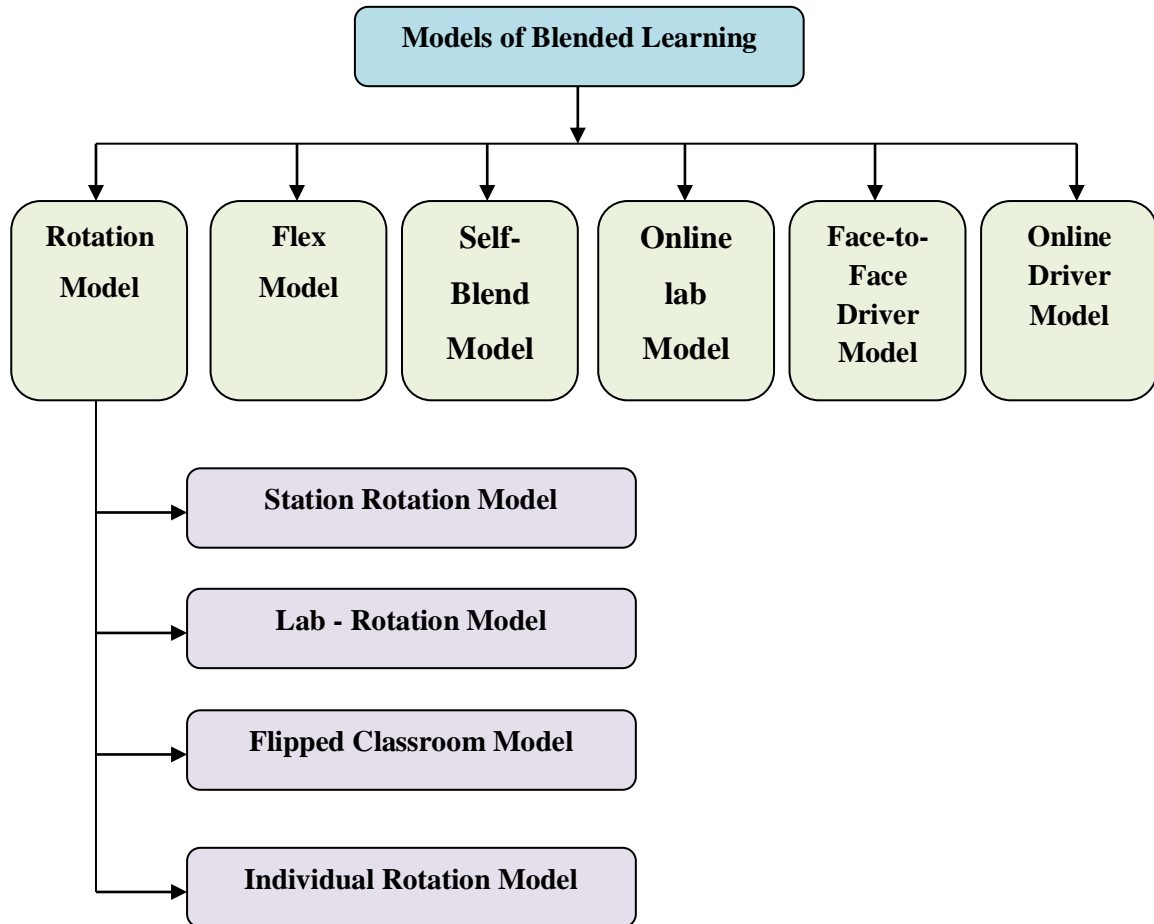 Models of Blended Learning
Rotation
Model
Flex
Model
Self-
Blend
Model
Online
lab
Model
Face-to-
Face
Driver
Model
Online
Driver
Model
Station Rotation Model
Lab - Rotation Model
Flipped Classroom Model
Individual Rotation Model